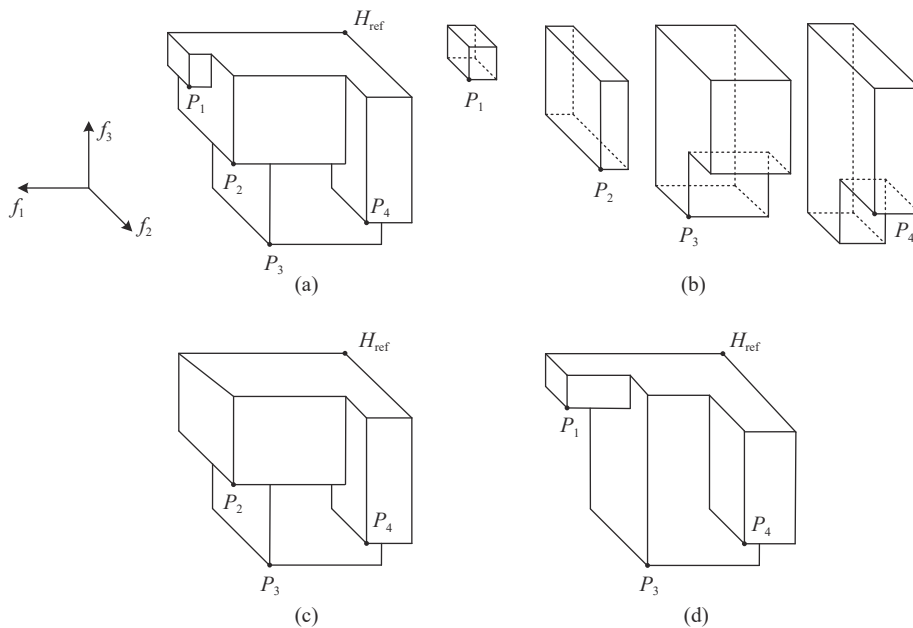 H_ref
P_1
P_2
P_3
P_4
f_1
f_2
f_3
(a)
P_1
P_2
P_3
P_4
(b)
H_ref
P_2
P_3
P_4
(c)
H_ref
P_1
P_3
P_4
(d)